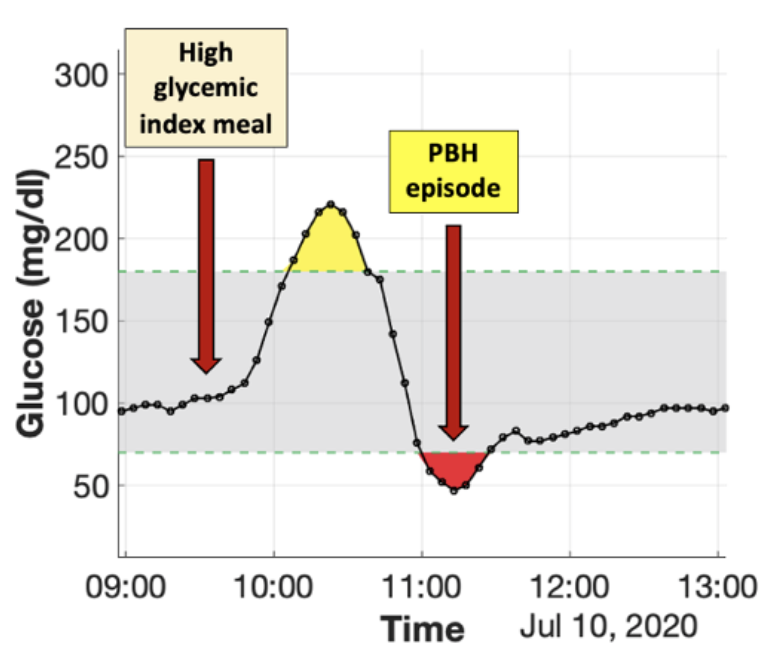 High
glycemic
index meal
PBH
episode
Glucose (mg/dl)
300
250
200
150
100
50
09:00
10:00
11:00
12:00
13:00
Time
Jul 10, 2020